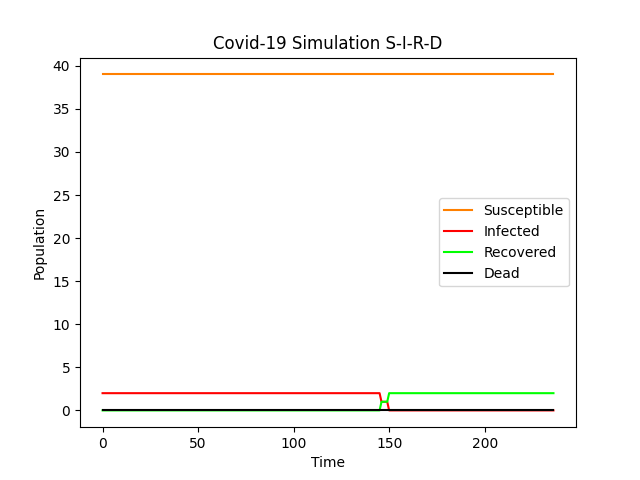 Covid-19 Simulation S-I-R-D
Population
40
35
30
25
20
15
10
5
0
Susceptible
Infected
Recovered
Dead
0 50 100 150 200
Time